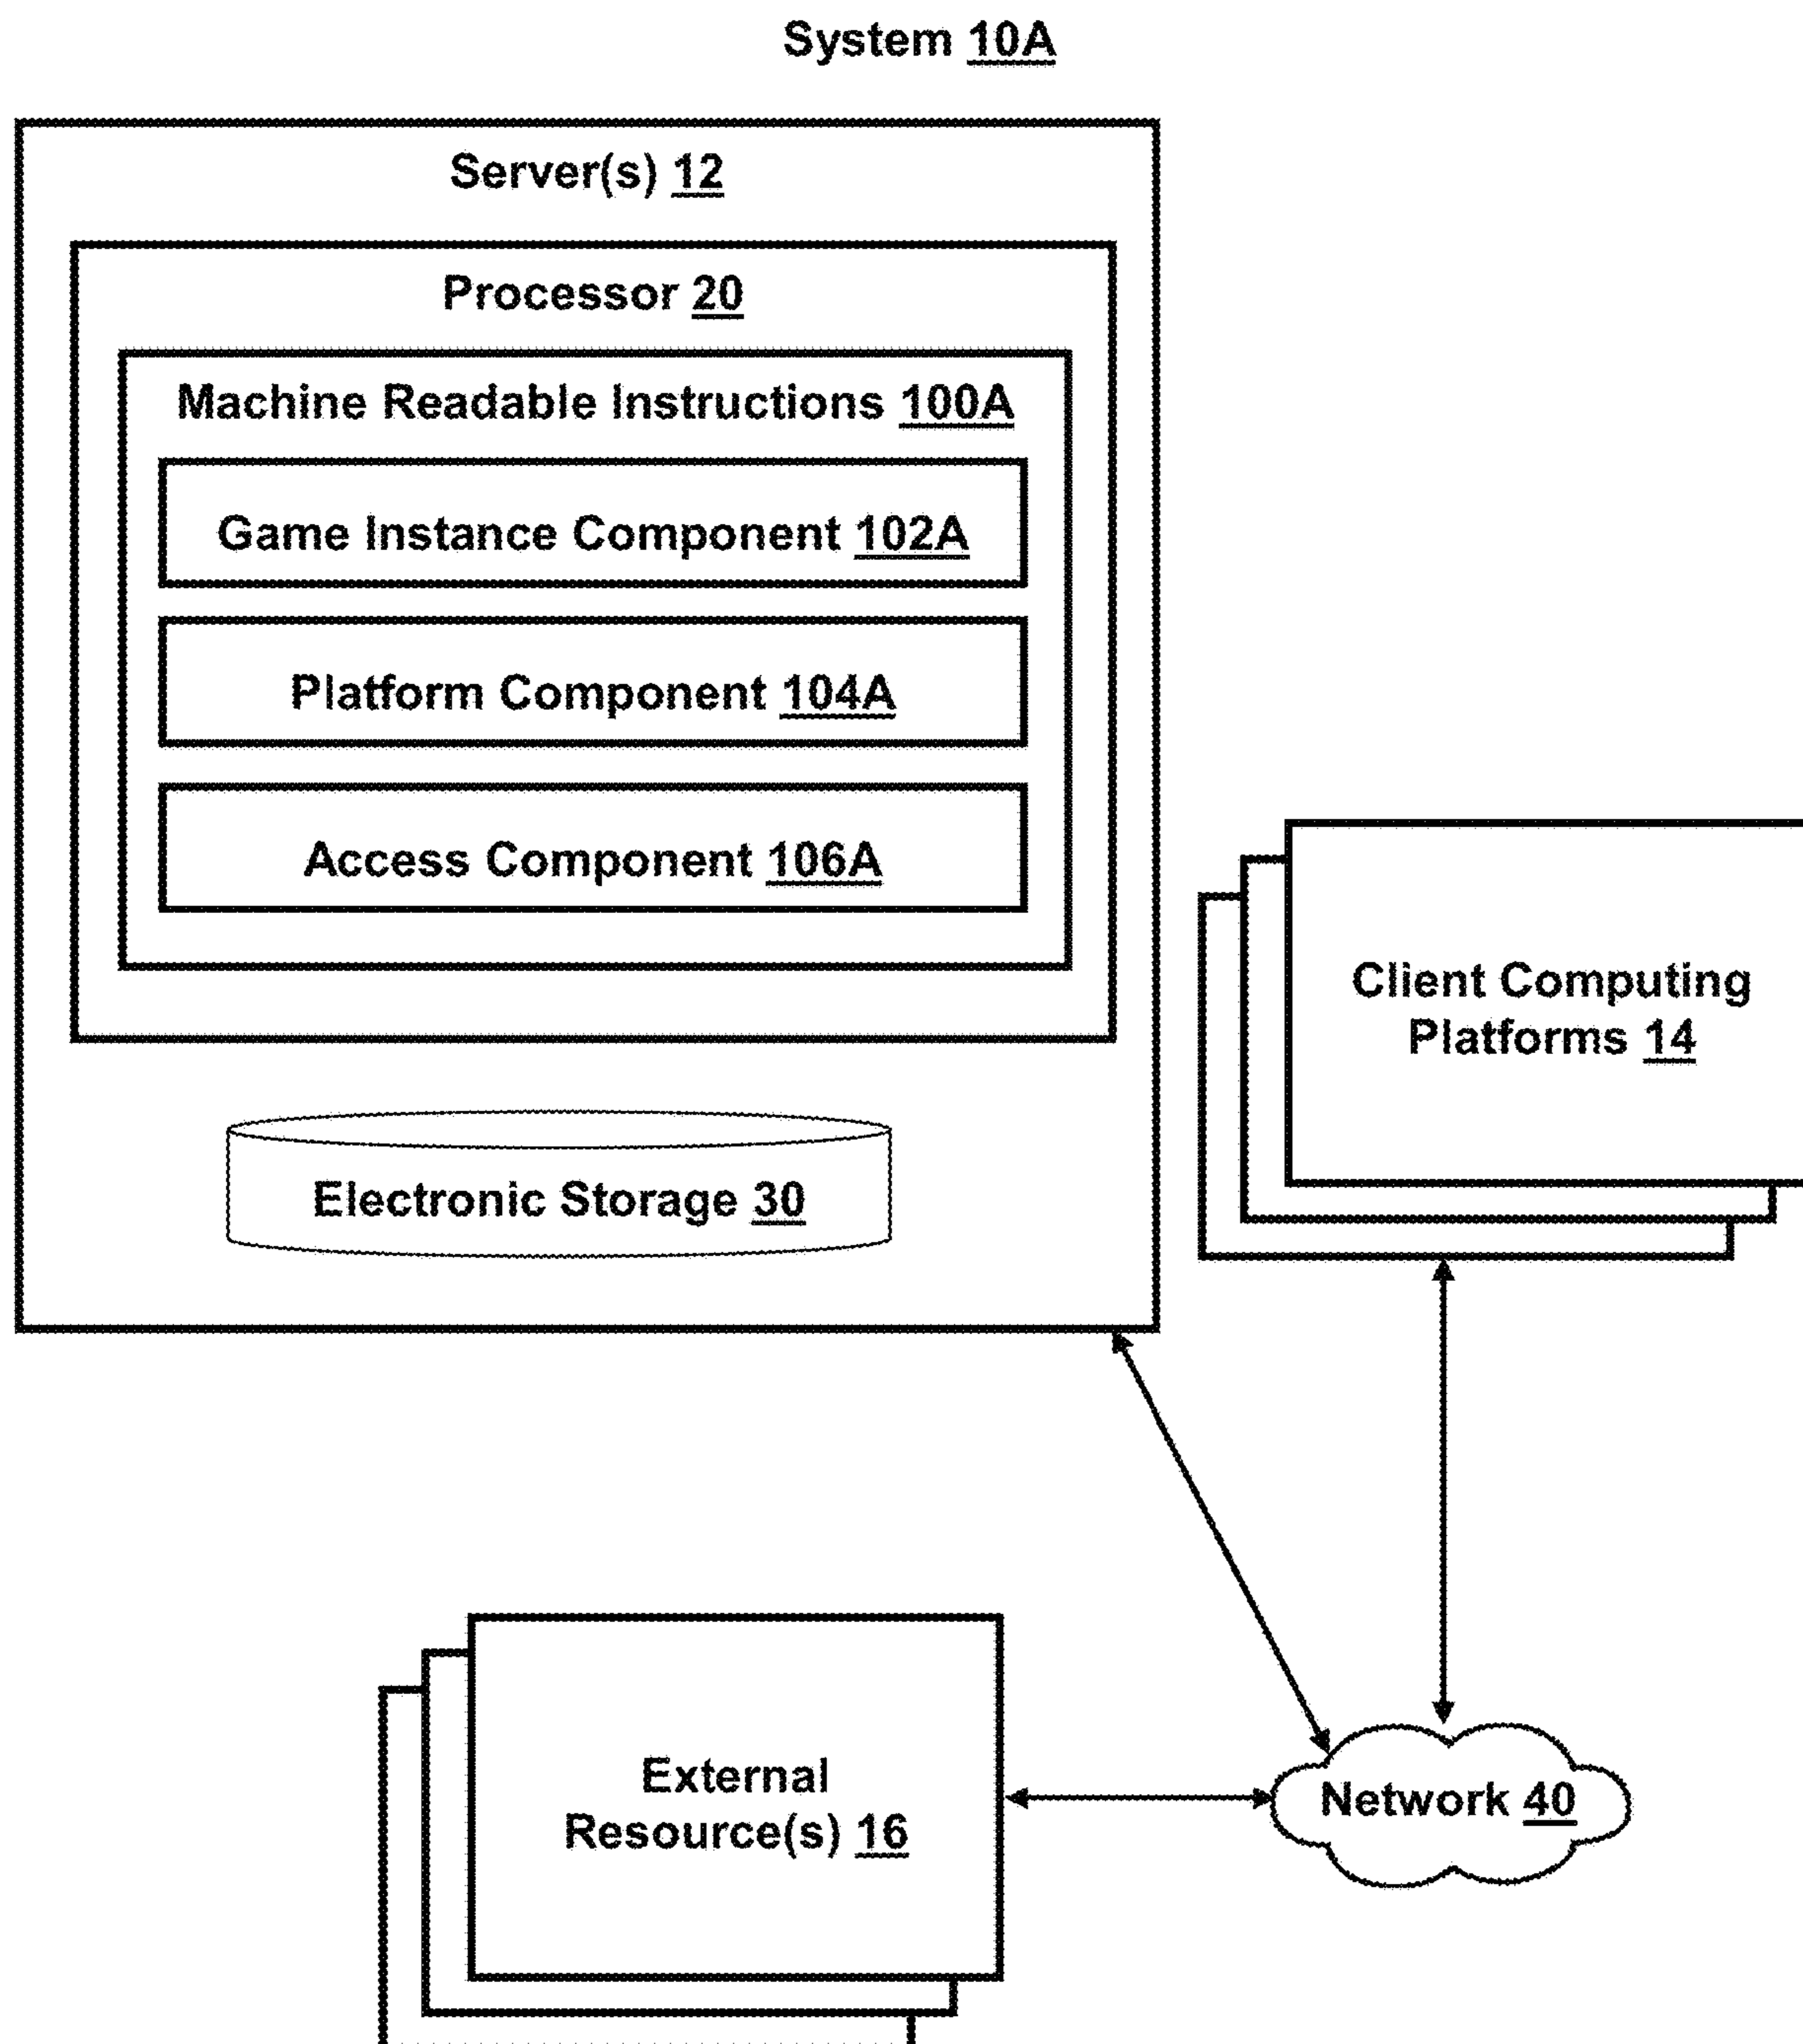 System 10A
Server(s) 12
Processor 20
Machine Readable Instructions 100A
Game Instance Component 102A
Platform Component 104A
Access Component 106A
Electronic Storage 30
Client Computing
Platforms 14
External
Resource(s) 16
Network 40